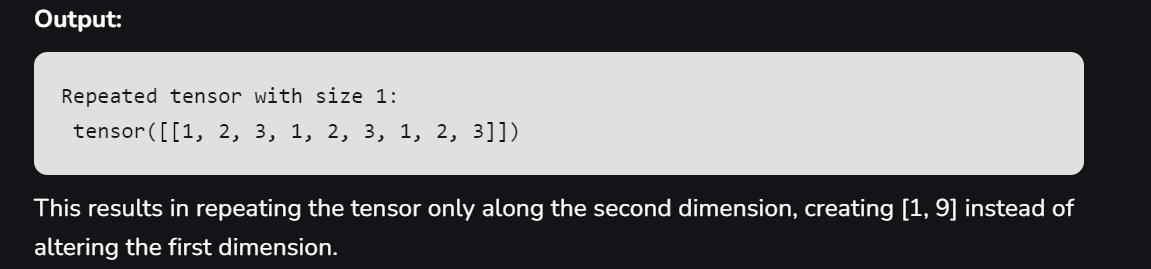 Output:
Repeated tensor with size 1:
tensor([[1, 2, 3, 1, 2, 3, 1, 2, 3]])
This results in repeating the tensor only along the second dimension, creating [1, 9] instead of
altering the first dimension.